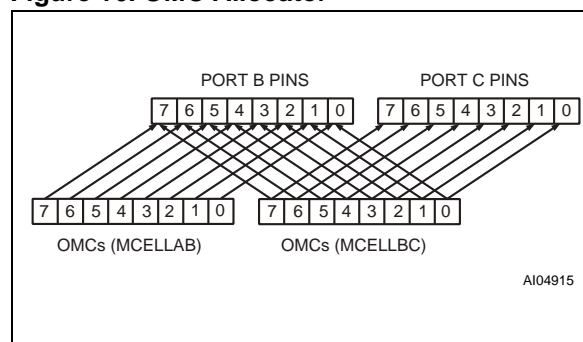 Figure 16. OMC Allocator
PORT B PINS PORT C PINS
7 6 5 4 3 2 1 0 7 6 5 4 3 2 1 0
7 6 5 4 3 2 1 0 7 6 5 4 3 2 1 0
OMCs (MCELLAB) OMCs (MCELLBC)
AI04915